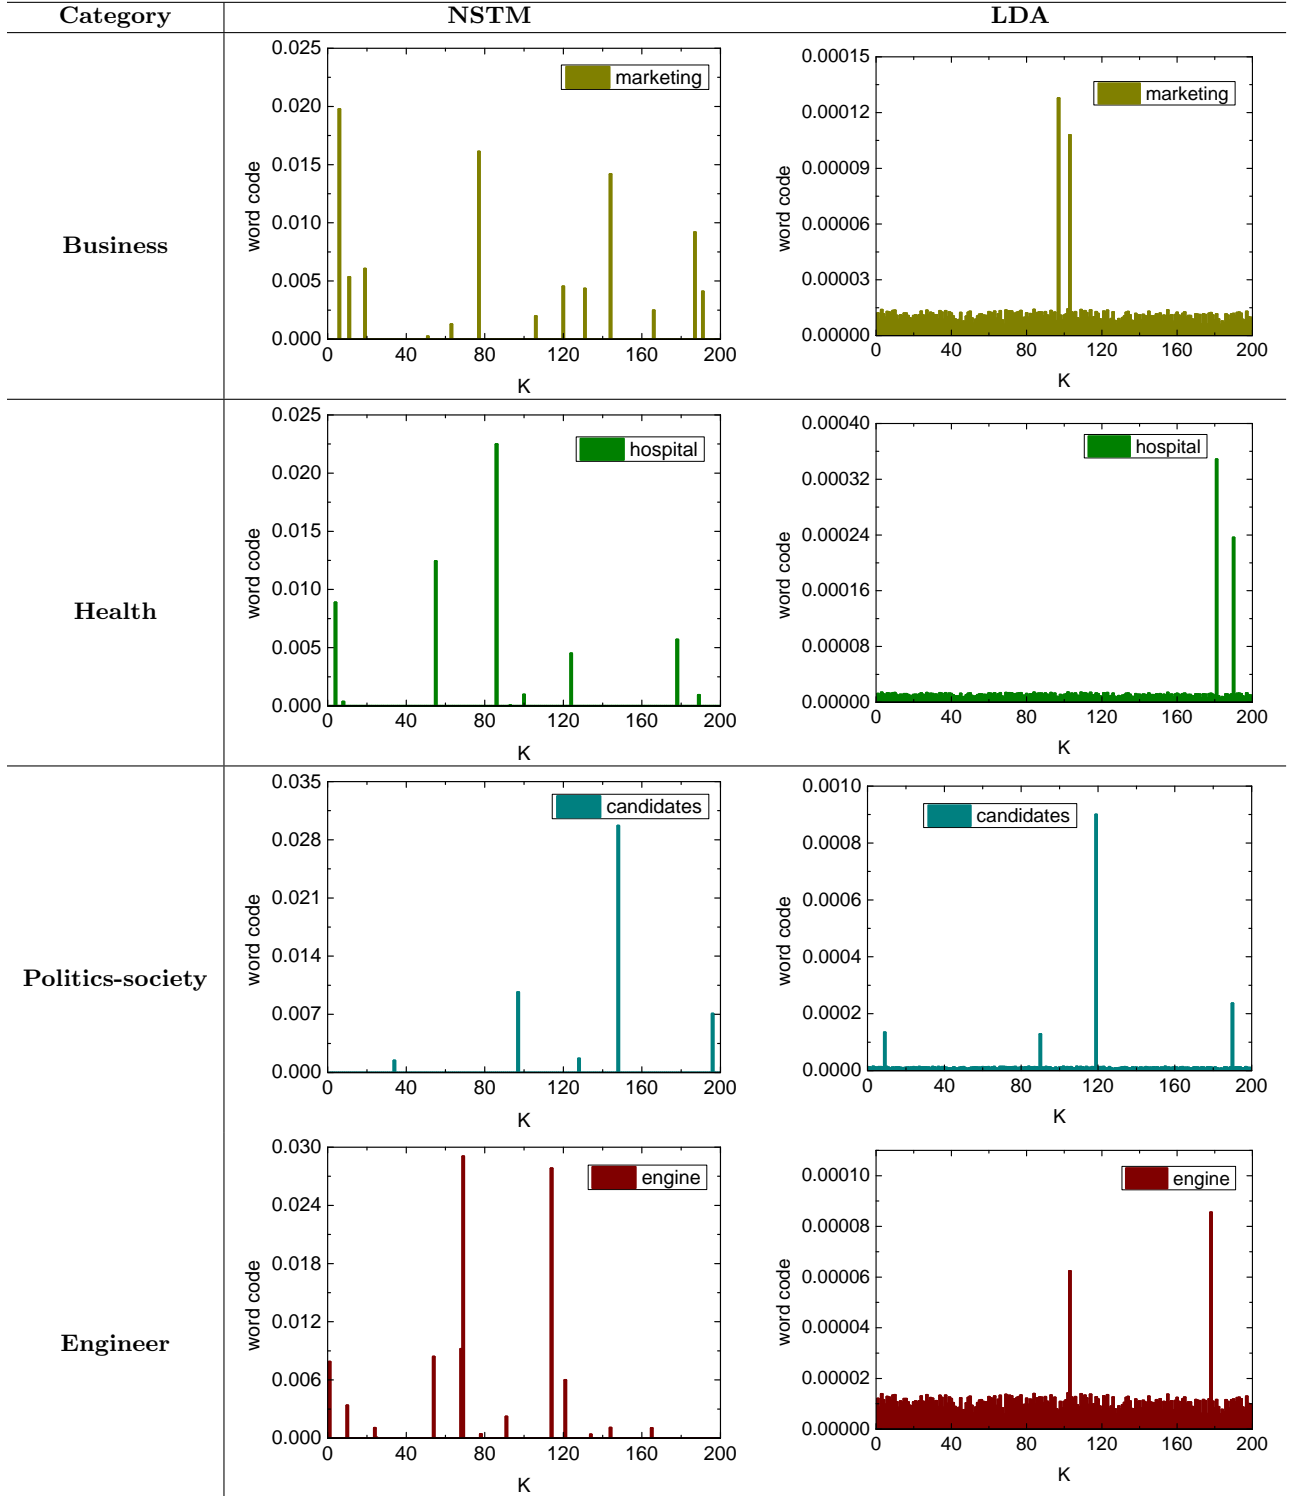 Category NSTM LDA
Business
0.025
0.020
0.015
0.010
0.005
0.000
word code
marketing
0 40 80 120 160 200
K
0.00015
0.00012
0.00009
0.00006
0.00003
0.00000
word code
marketing
0 40 80 120 160 200
K
Health
0.025
0.020
0.015
0.010
0.005
0.000
word code
hospital
0 40 80 120 160 200
K
0.00040
0.00032
0.00024
0.00016
0.00008
0.00000
word code
hospital
0 40 80 120 160 200
K
Politics-society
0.035
0.028
0.021
0.014
0.007
0.000
word code
candidates
0 40 80 120 160 200
K
0.0010
0.0008
0.0006
0.0004
0.0002
0.0000
word code
candidates
0 40 80 120 160 200
K
Engineer
0.030
0.024
0.018
0.012
0.006
0.000
word code
engine
0 40 80 120 160 200
K
0.00010
0.00008
0.00006
0.00004
0.00002
0.00000
word code
engine
0 40 80 120 160 200
K